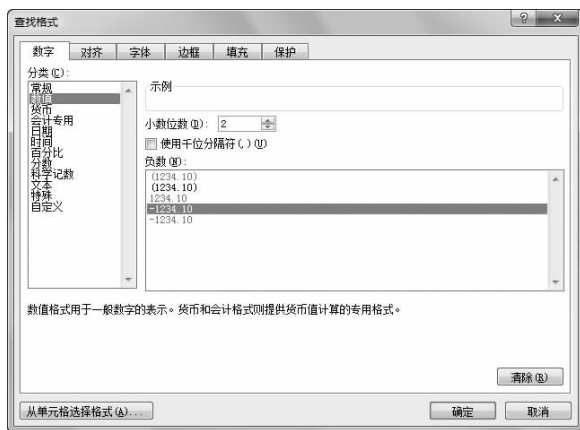 查找格式
数字 对齐 字体 边框 填充 保护
分类(C):
常规
数值
货币
会计专用
日期
时间
百分比
分数
科学记数
文本
特殊
自定义
示例
小数位数(D): 2
使用千位分隔符(,)(U)
负数(N):
(1234.10)
(1234.10)
1234.10
-1234.10
-1234.10
数值格式用于一般数字的表示。货币和会计格式则提供货币值计算的专用格式。
清除(R)
从单元格选择格式(A)...
确定 取消